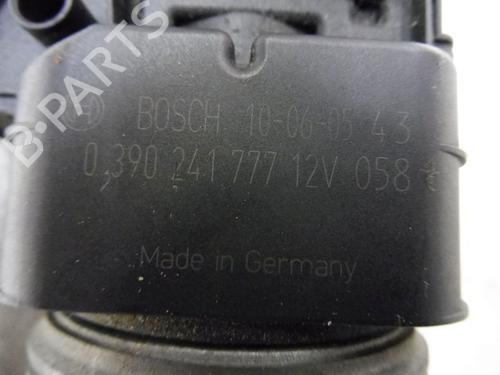 BOSCH 10-06-05 43
0 390 241 777 12V 058
Made in Germany
B-PARTS